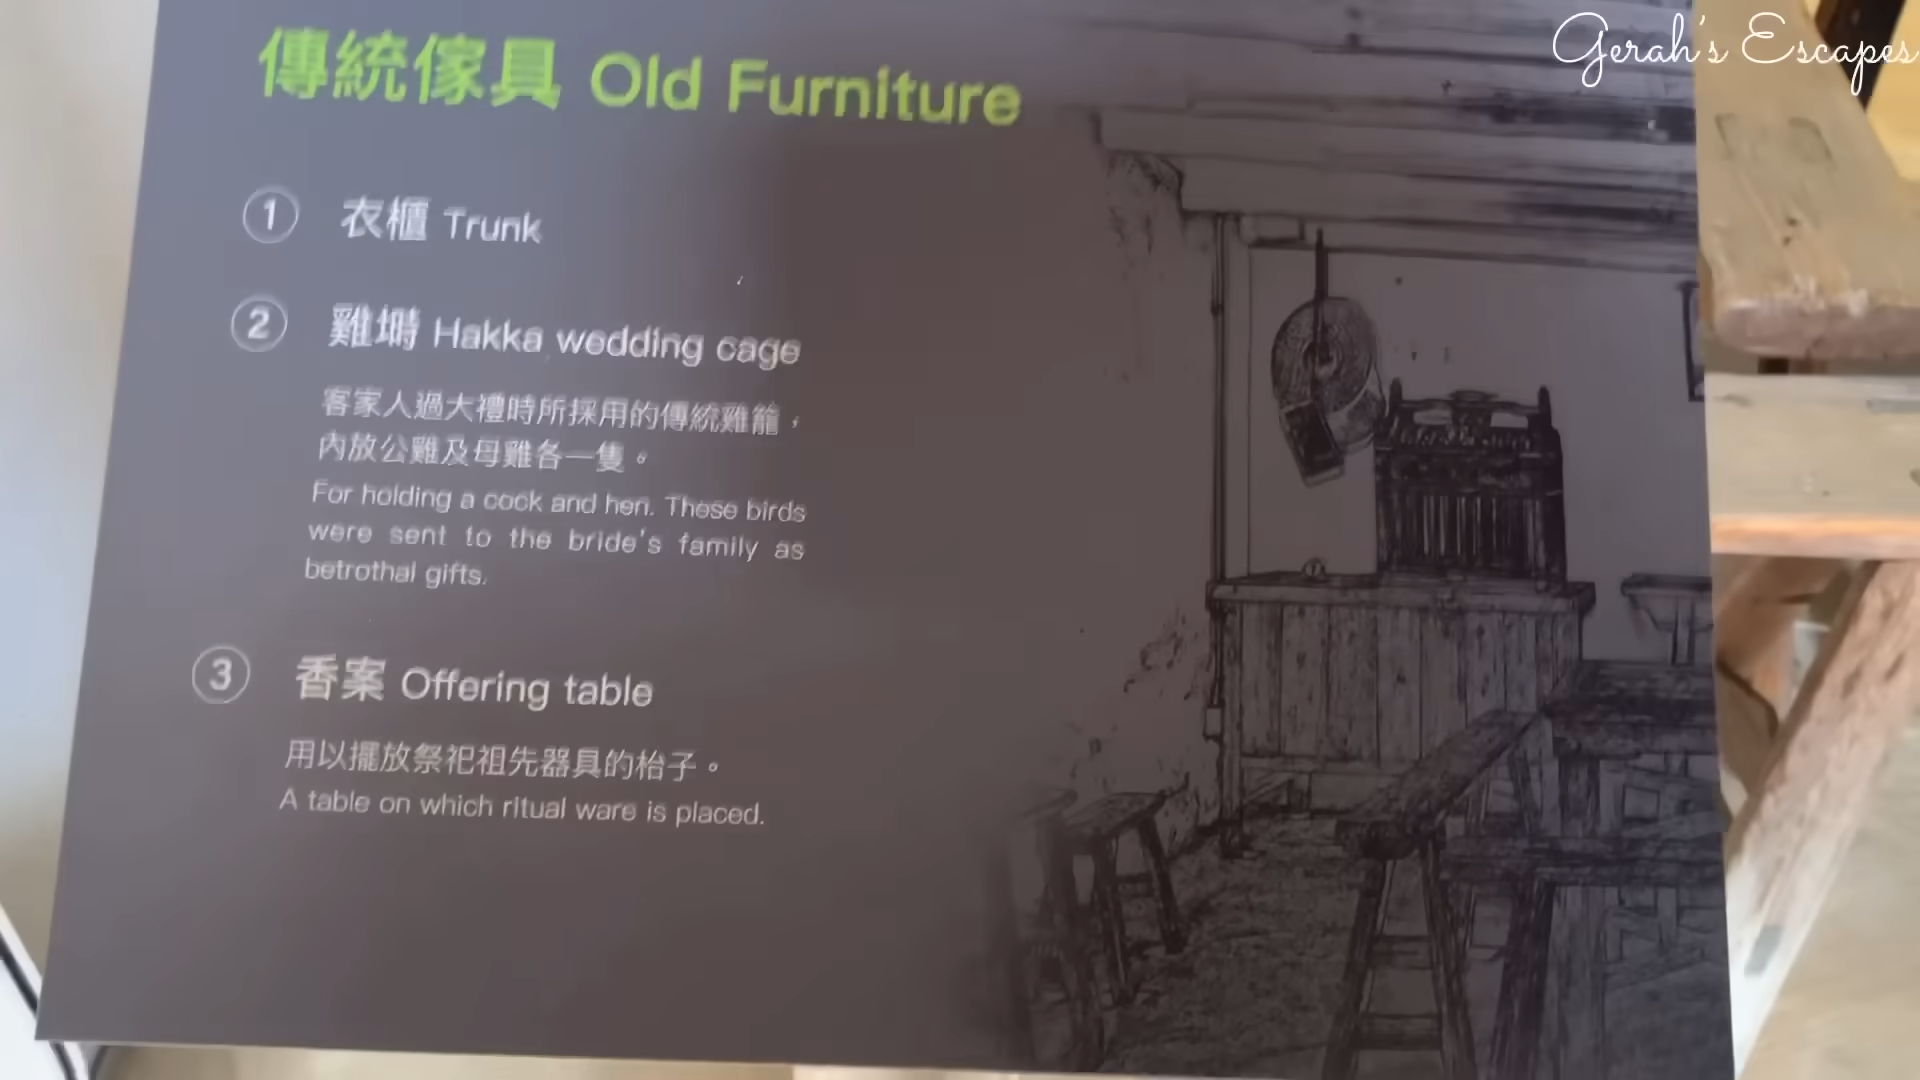 Gerah's Escapes
傳統傢具 Old Furniture
1 衣櫃 Trunk
2 雞塒 Hakka wedding cage
客家人過大禮時所採用的傳統雞籠，
內放公雞及母雞各一隻。
For holding a cock and hen. These birds
were sent to the bride's family as
betrothal gifts.
3 香案 Offering table
用以擺放祭祀祖先器具的枱子。
A table on which ritual ware is placed.